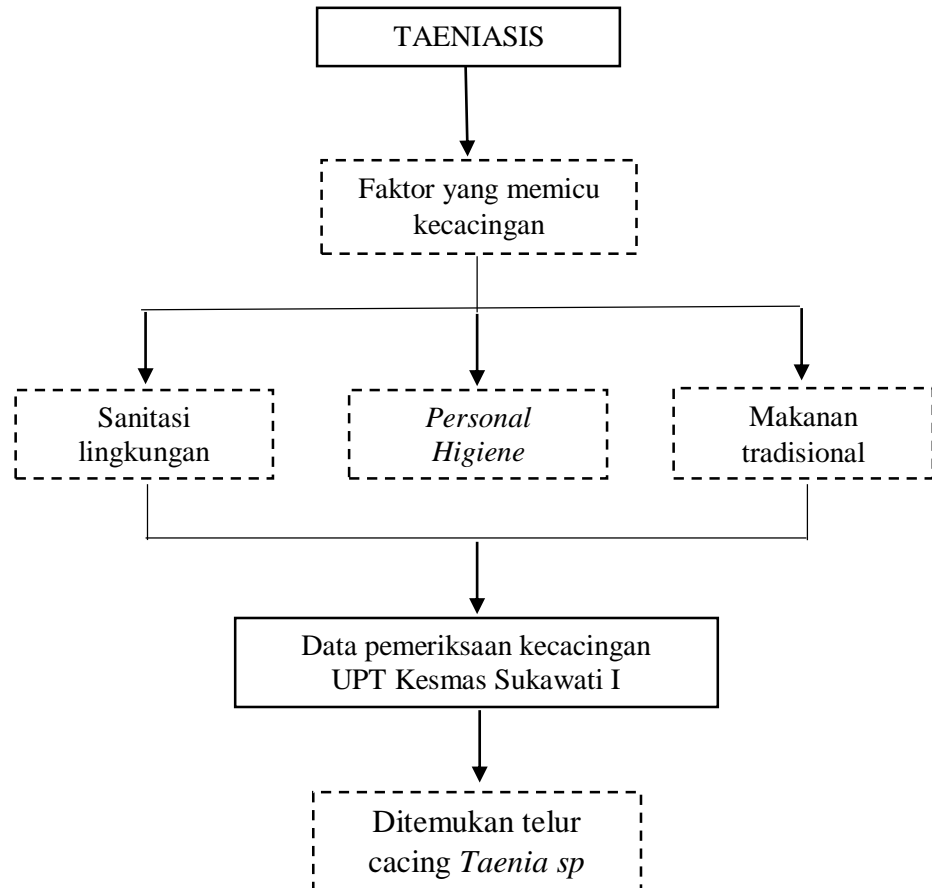 TAENIASIS
Faktor yang memicu
kecacingan
Sanitasi
lingkungan
Personal
Higiene
Makanan
tradisional
Data pemeriksaan kecacingan
UPT Kesmas Sukawati I
Ditemukan telur
cacing Taenia sp